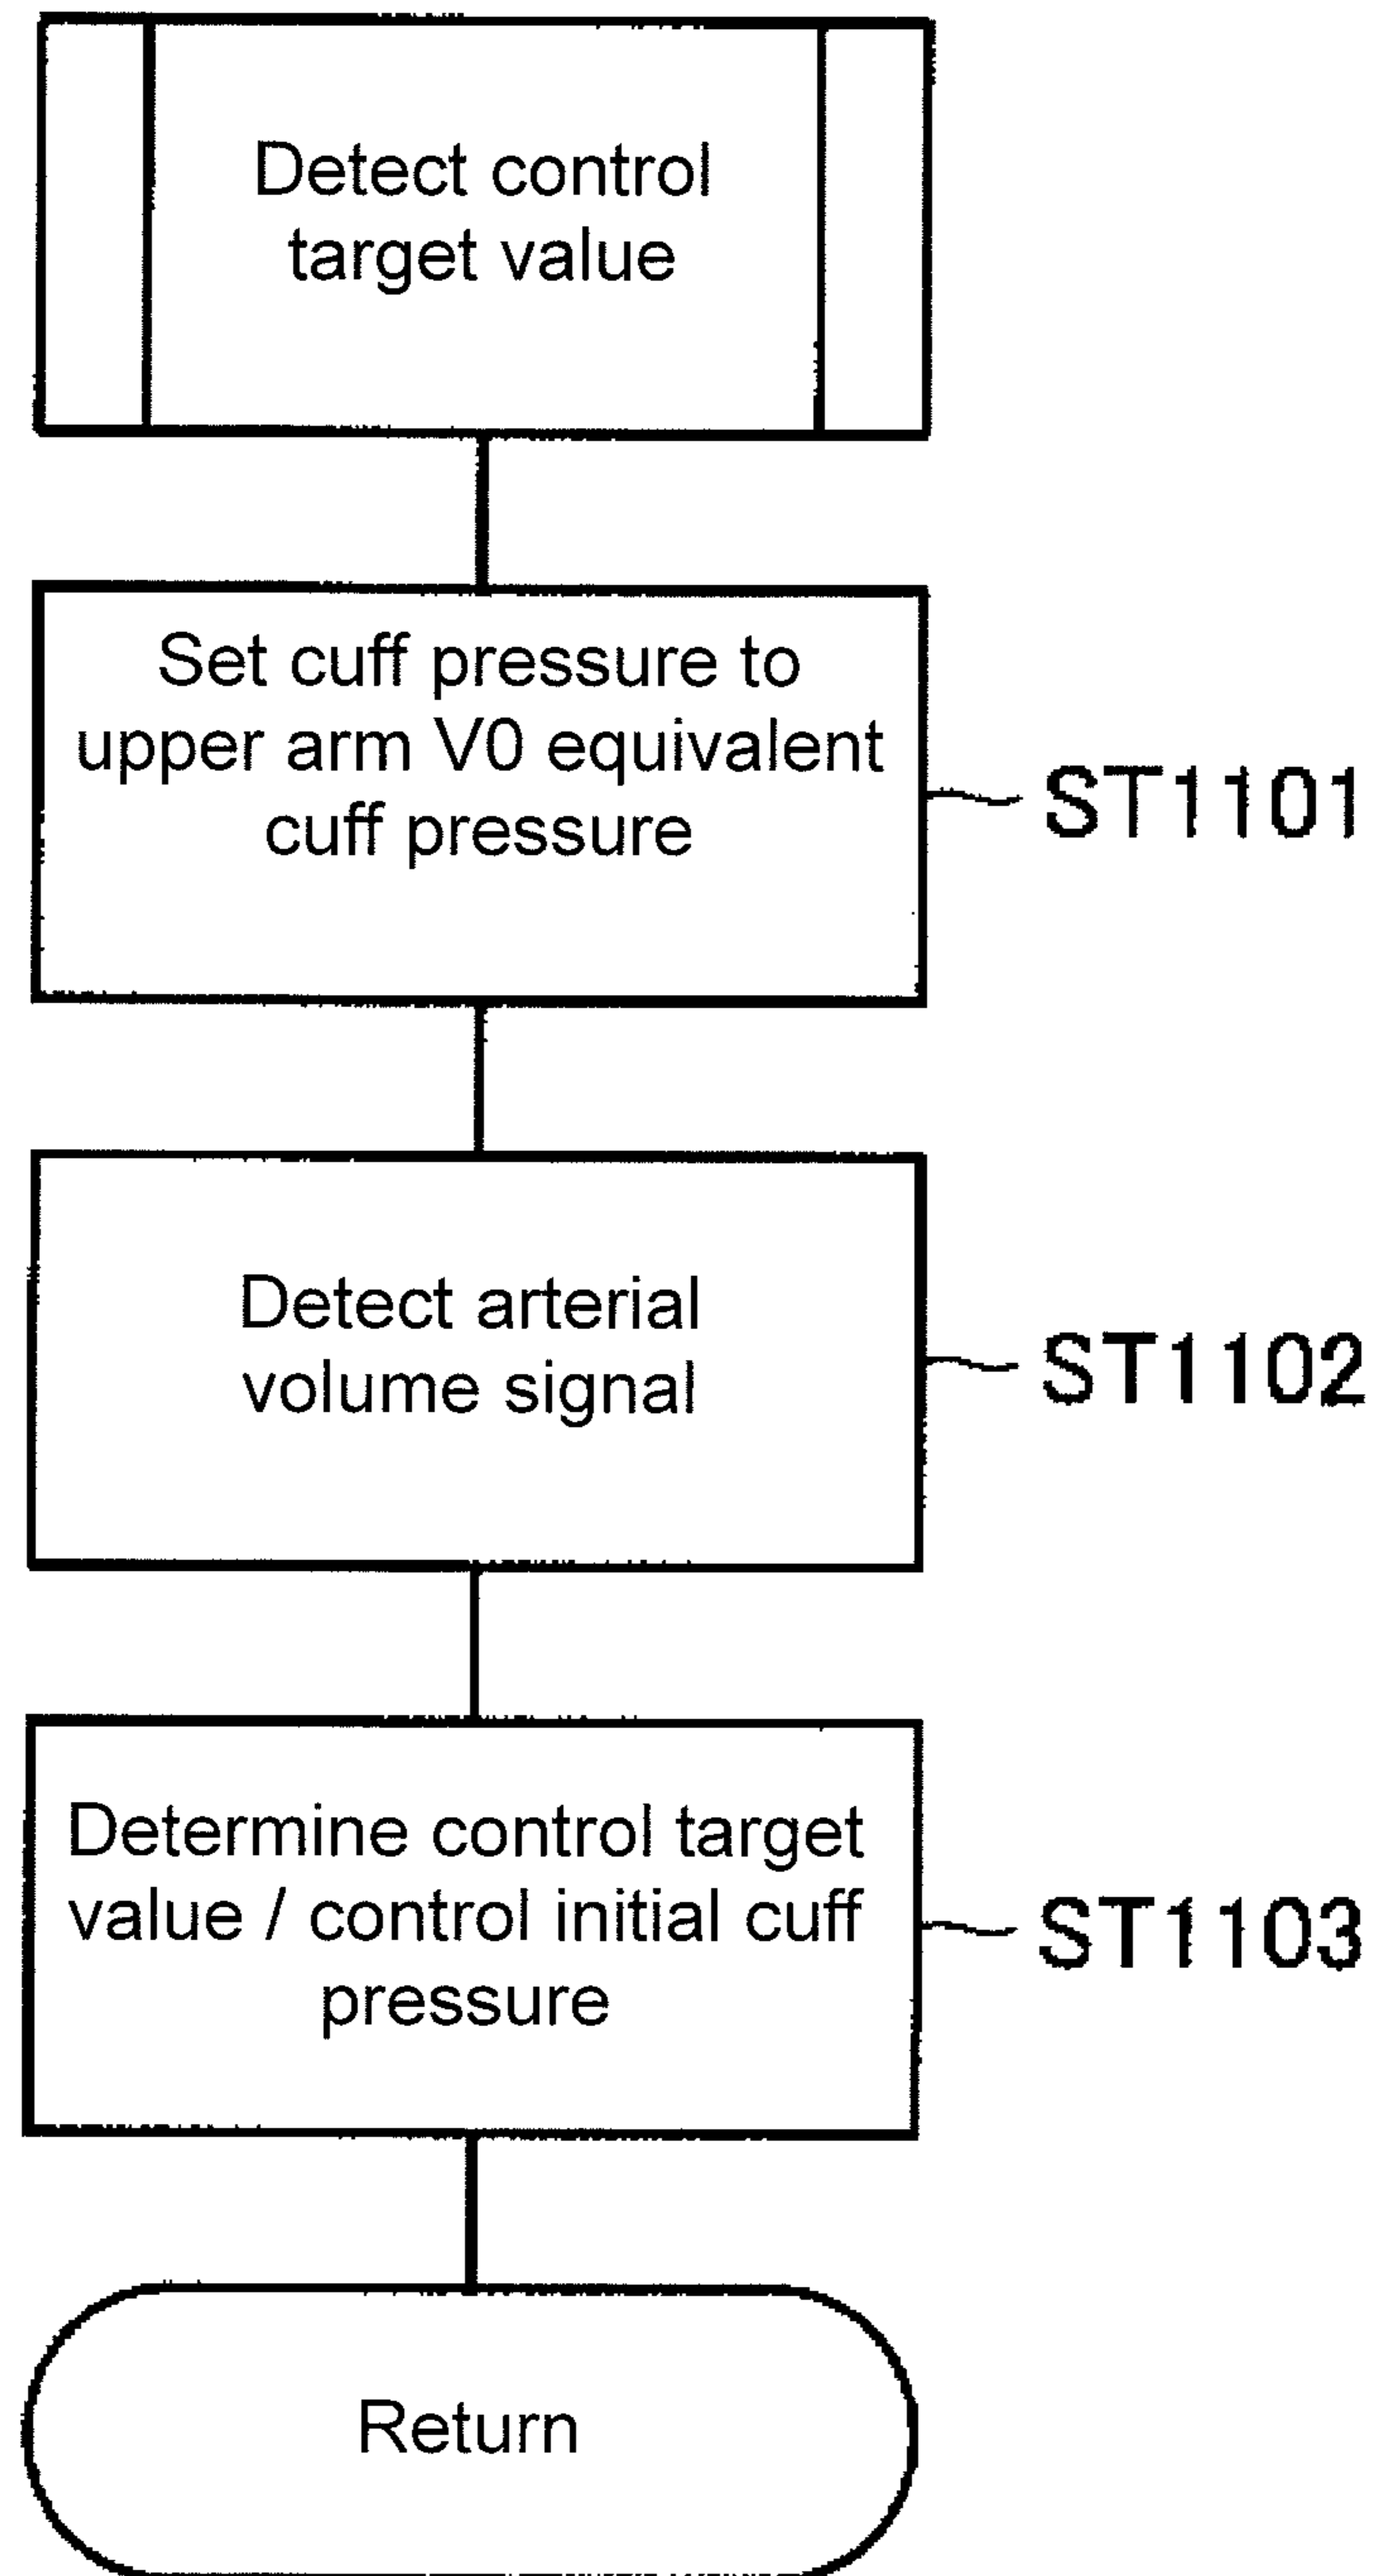 Detect control
target value
Set cuff pressure to
upper arm V0 equivalent
cuff pressure
ST1101
Detect arterial
volume signal
ST1102
Determine control target
value / control initial cuff
pressure
ST1103
Return